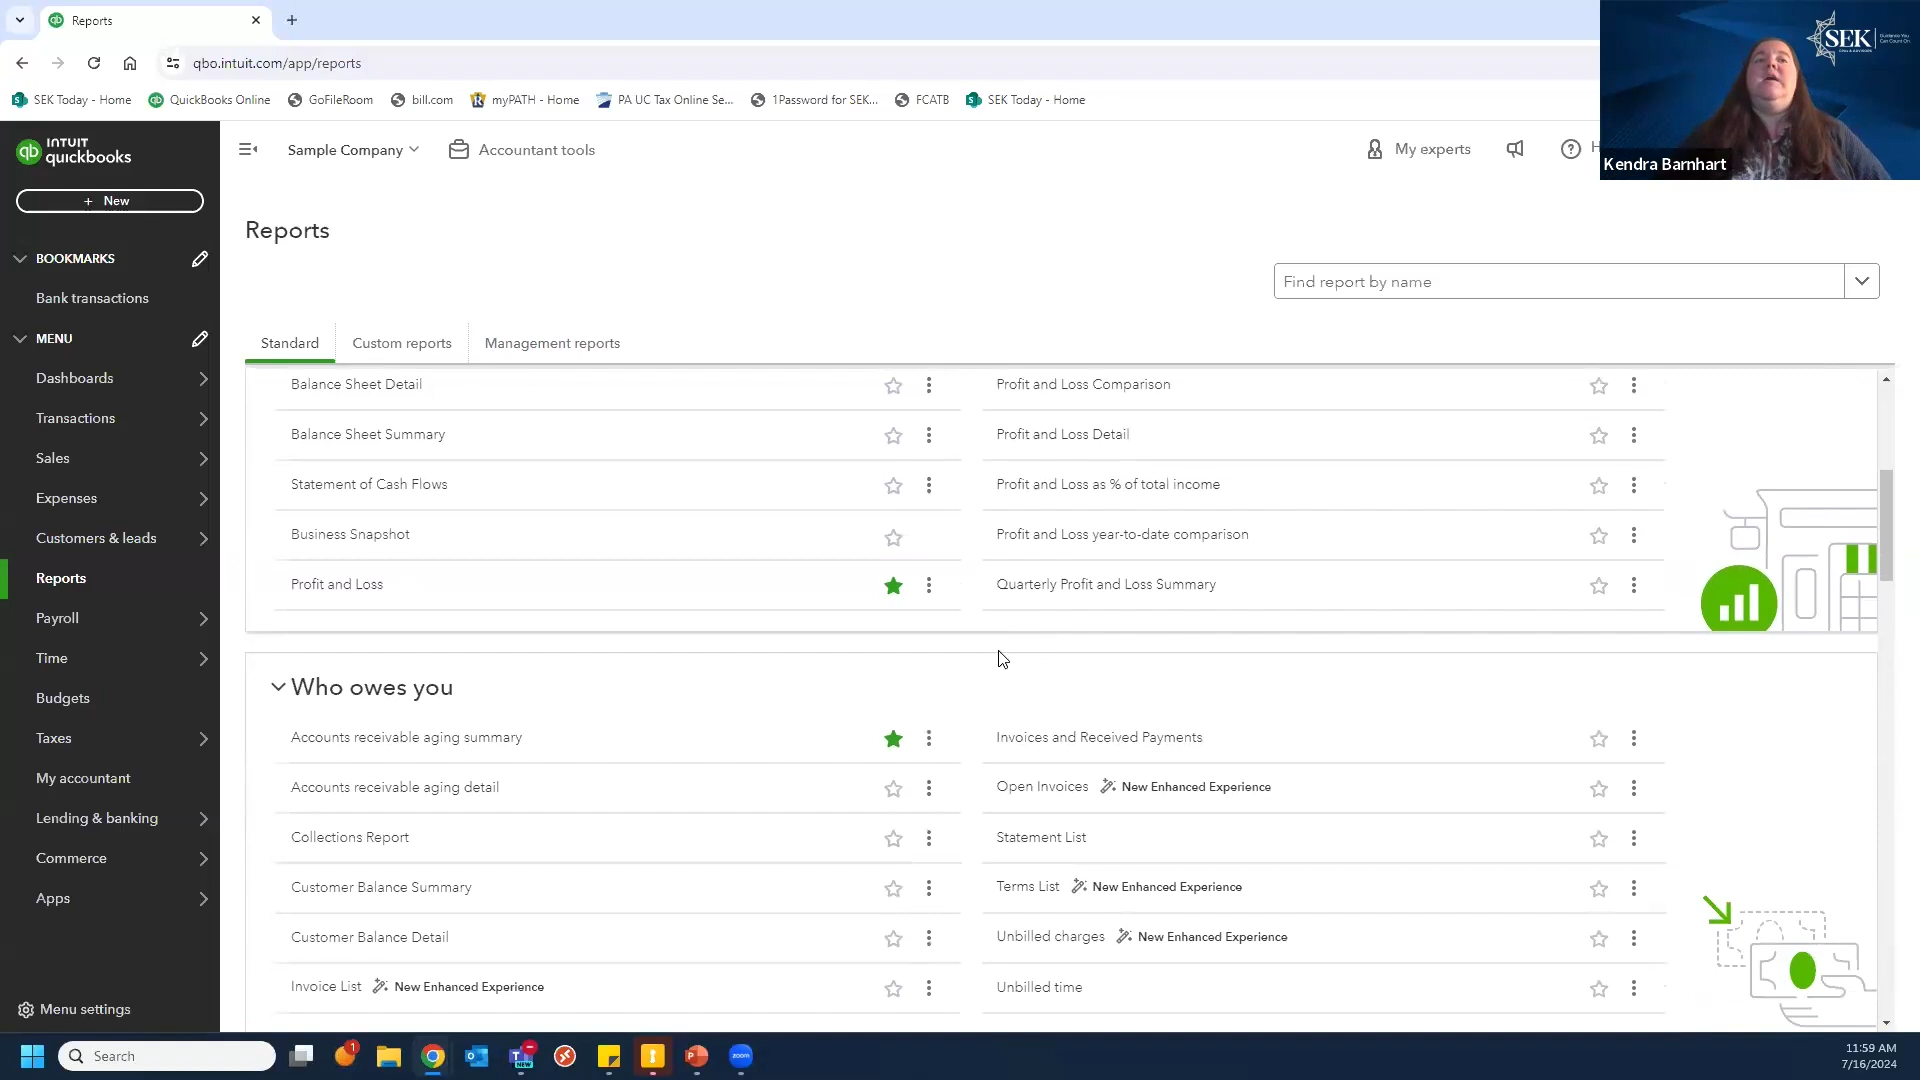 Reports
qbo.intuit.com/app/reports
SEK Today - Home
QuickBooks Online
GoFileRoom
bill.com
myPATH - Home
PA UC Tax Online Se...
1Password for SEK...
FCATB
SEK Today - Home
SEK
Kendra Barnhart
INTUIT
quickbooks
Sample Company
Accountant tools
My experts
+ New
BOOKMARKS
Bank transactions
MENU
Dashboards
Transactions
Sales
Expenses
Customers & leads
Reports
Payroll
Time
Budgets
Taxes
My accountant
Lending & banking
Commerce
Apps
Menu settings
Reports
Find report by name
Standard
Custom reports
Management reports
Balance Sheet Detail
Profit and Loss Comparison
Balance Sheet Summary
Profit and Loss Detail
Statement of Cash Flows
Profit and Loss as % of total income
Business Snapshot
Profit and Loss year-to-date comparison
Profit and Loss
Quarterly Profit and Loss Summary
Who owes you
Accounts receivable aging summary
Invoices and Received Payments
Accounts receivable aging detail
Open Invoices New Enhanced Experience
Collections Report
Statement List
Customer Balance Summary
Terms List New Enhanced Experience
Customer Balance Detail
Unbilled charges New Enhanced Experience
Invoice List New Enhanced Experience
Unbilled time
Search
1
NEW
zoom
11:59 AM
7/16/2024